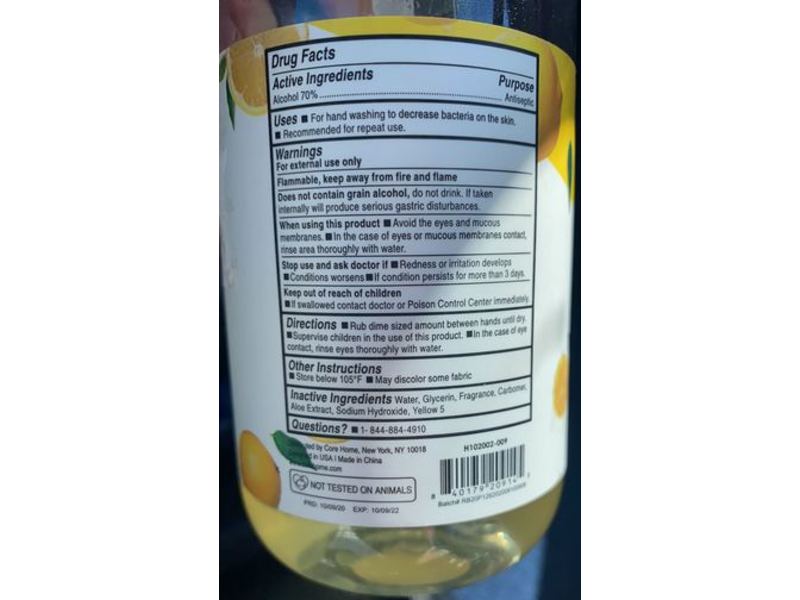 Drug Facts
Active Ingredients Purpose
Alcohol 70% Antiseptic
Uses ■ For hand washing to decrease bacteria on the skin.
■ Recommended for repeat use.
Warnings
For external use only
Flammable, keep away from fire and flame
Does not contain grain alcohol, do not drink. If taken
internally will produce serious gastric disturbances.
When using this product ■ Avoid the eyes and mucous
membranes. ■ In the case of eyes or mucous membranes contact,
rinse area thoroughly with water.
Stop use and ask doctor if ■ Redness or irritation develops
■ Conditions worsens ■ If condition persists for more than 3 days.
Keep out of reach of children
■ If swallowed contact doctor or Poison Control Center immediately.
Directions ■ Rub dime sized amount between hands until dry.
■ Supervise children in the use of this product. ■ In the case of eye
contact, rinse eyes thoroughly with water.
Other Instructions
■ Store below 105°F ■ May discolor some fabric
Inactive Ingredients Water, Glycerin, Fragrance, Carbomer,
Aloe Extract, Sodium Hydroxide, Yellow 5
Questions? ■ 1- 844-884-4910
by Core Home, New York, NY 10018
in USA I Made in China
H102002-009
NOT TESTED ON ANIMALS
PRD: 10/09/20 EXP: 10/09/22
8 40179 20914
Batch#